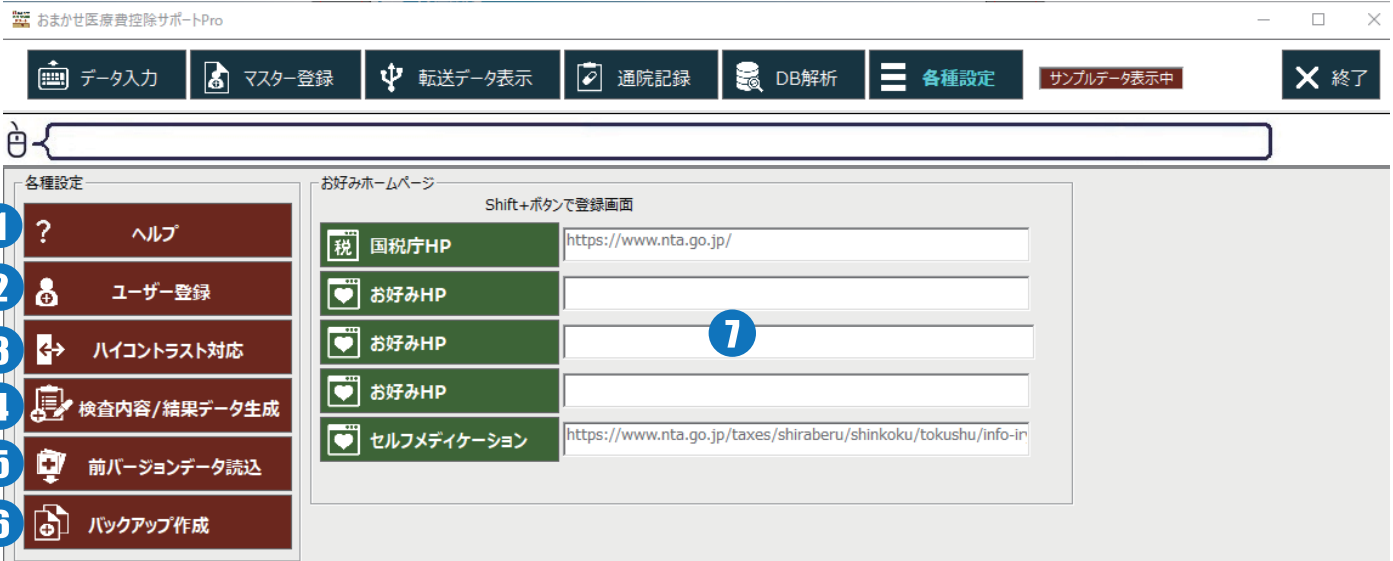 おまかせ医療費控除サポートPro
データ入力 マスター登録 転送データ表示 通院記録 DB解析 各種設定 サンプルデータ表示中 終了
各種設定
1 ? ヘルプ
2 ユーザー登録
3 ハイコントラスト対応
4 検査内容/結果データ生成
5 前バージョンデータ読込
6 バックアップ作成
お好みホームページ
Shift+ボタンで登録画面
税 国税庁HP https://www.nta.go.jp/
お好みHP
お好みHP 7
お好みHP
セルフメディケーション https://www.nta.go.jp/taxes/shiraberu/shinkoku/tokushu/info-ir